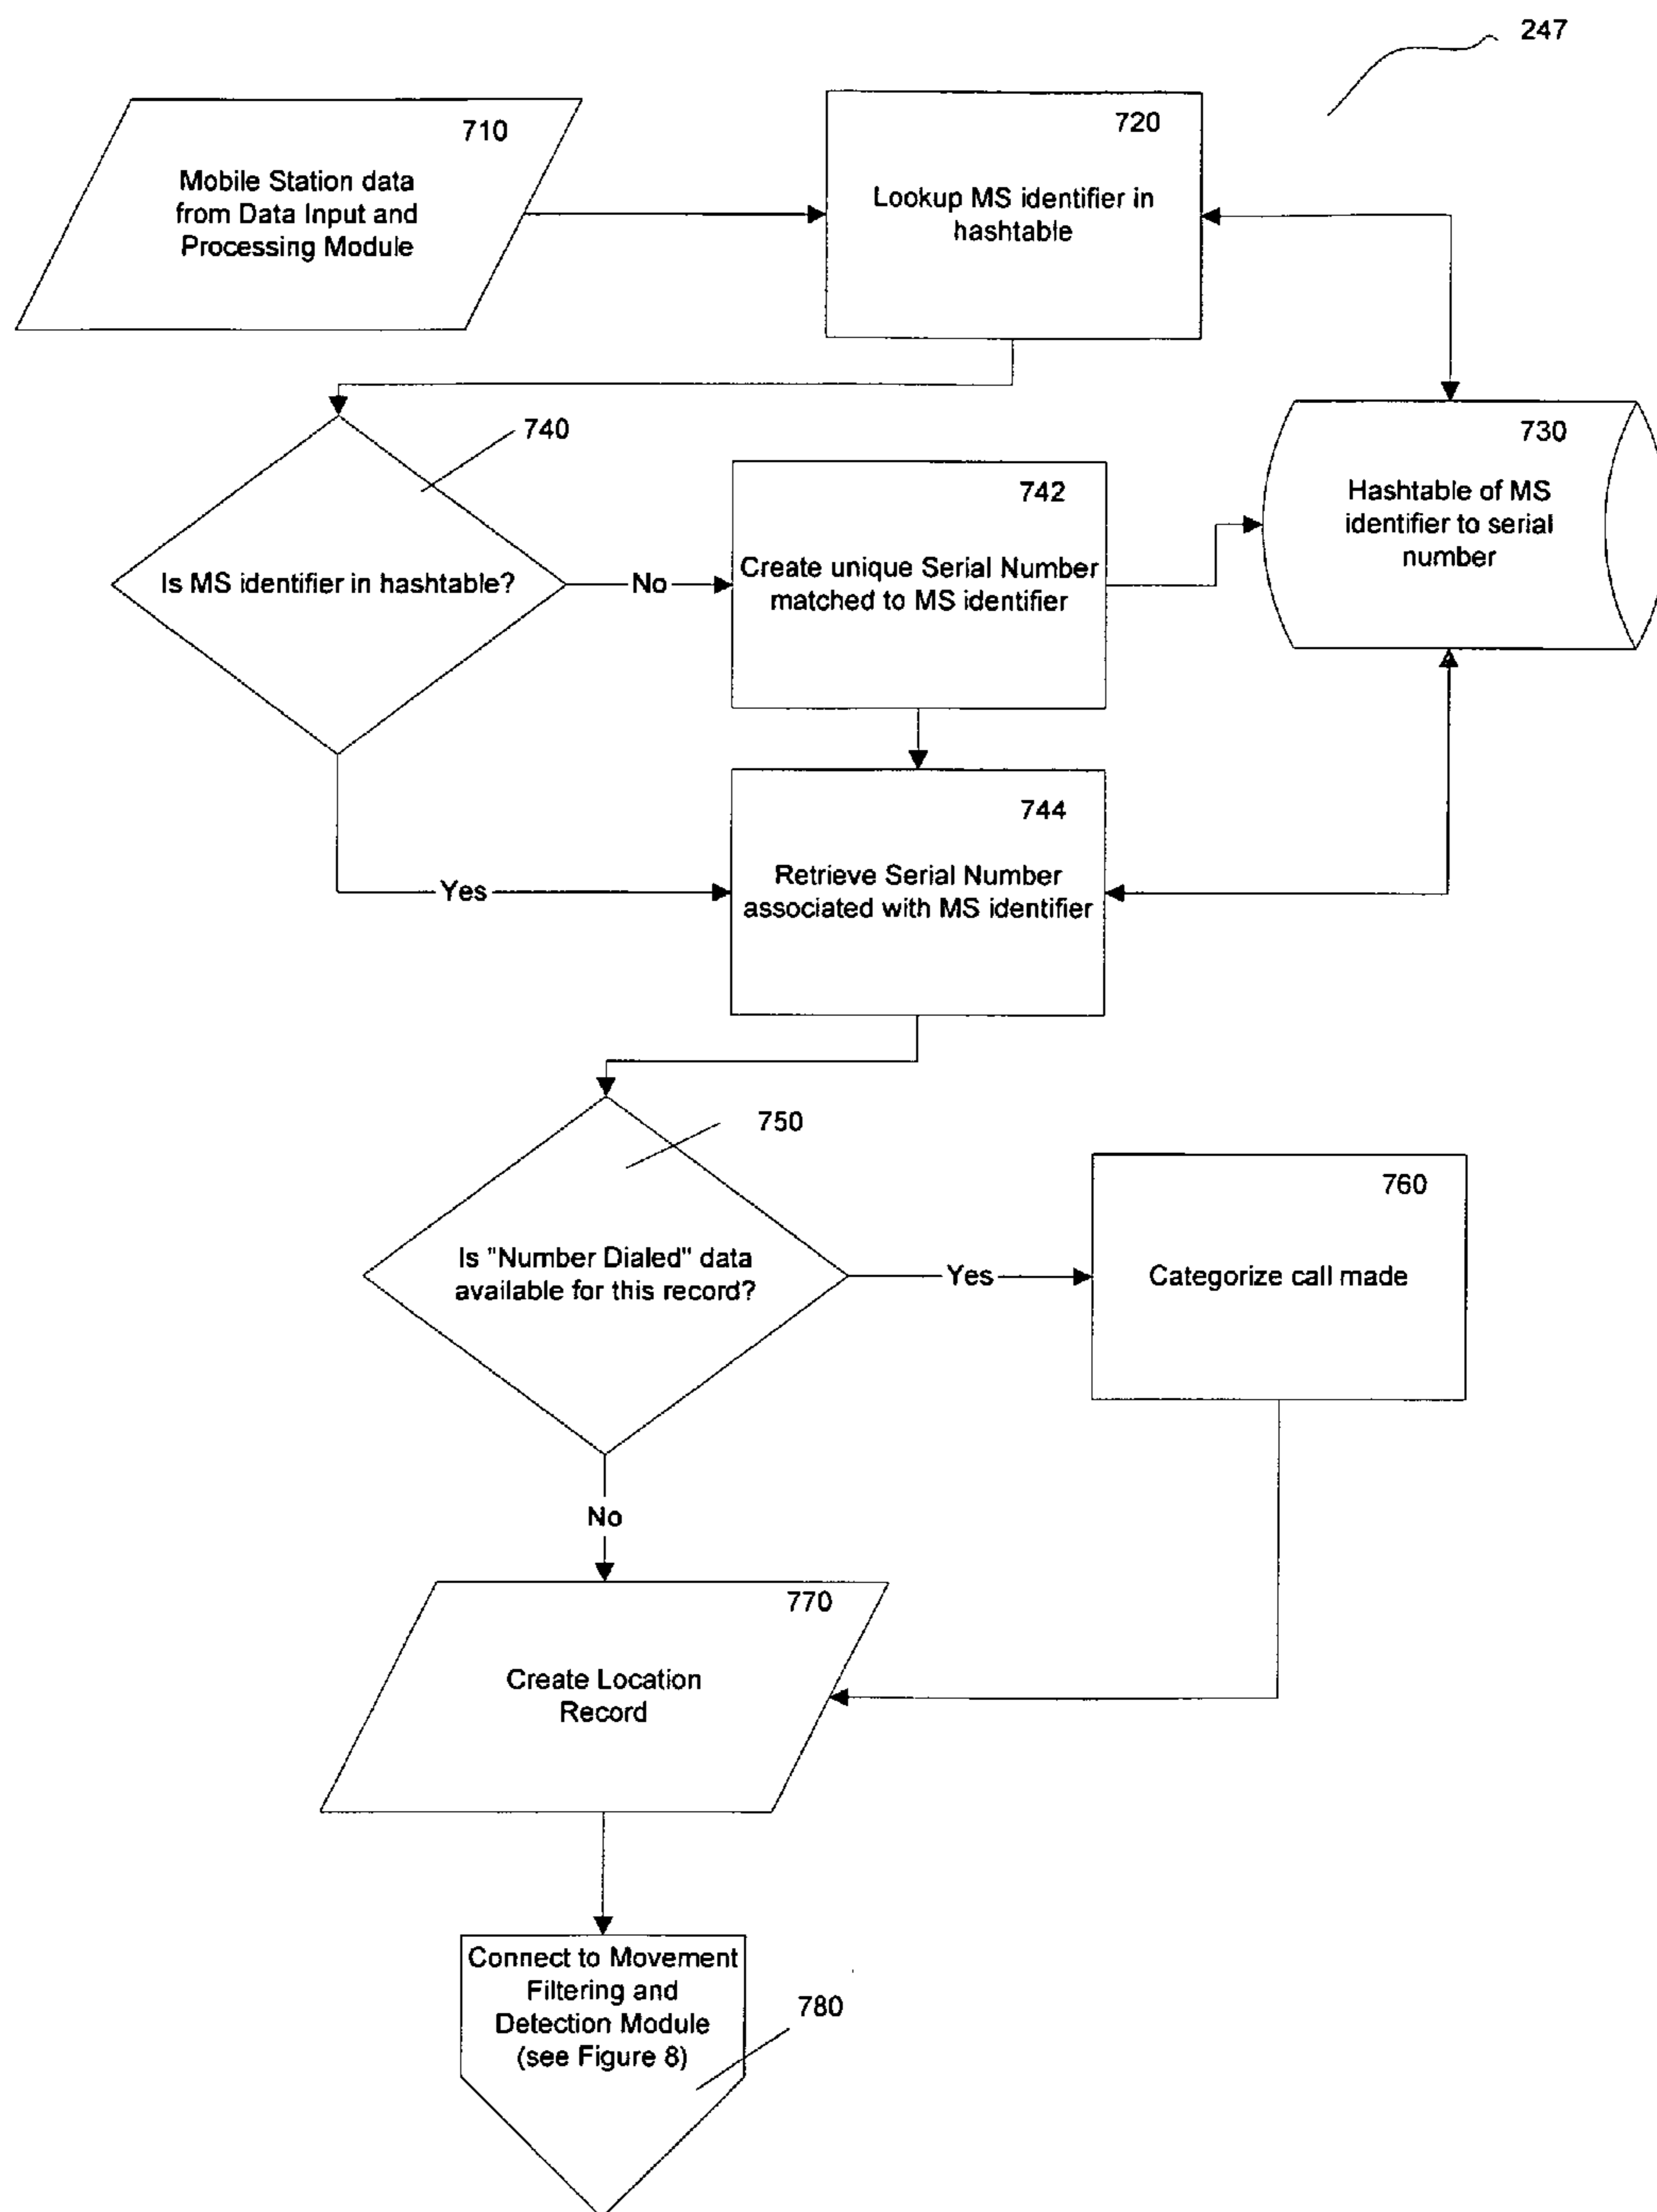 247
710
Mobile Station data
from Data Input and
Processing Module
720
Lookup MS identifier in
hashtable
730
Hashtable of MS
identifier to serial
number
740
Is MS identifier in hashtable?
No
742
Create unique Serial Number
matched to MS identifier
744
Retrieve Serial Number
associated with MS identifier
Yes
750
Is "Number Dialed" data
available for this record?
Yes
760
Categorize call made
No
770
Create Location
Record
Connect to Movement
Filtering and
Detection Module
(see Figure 8)
780